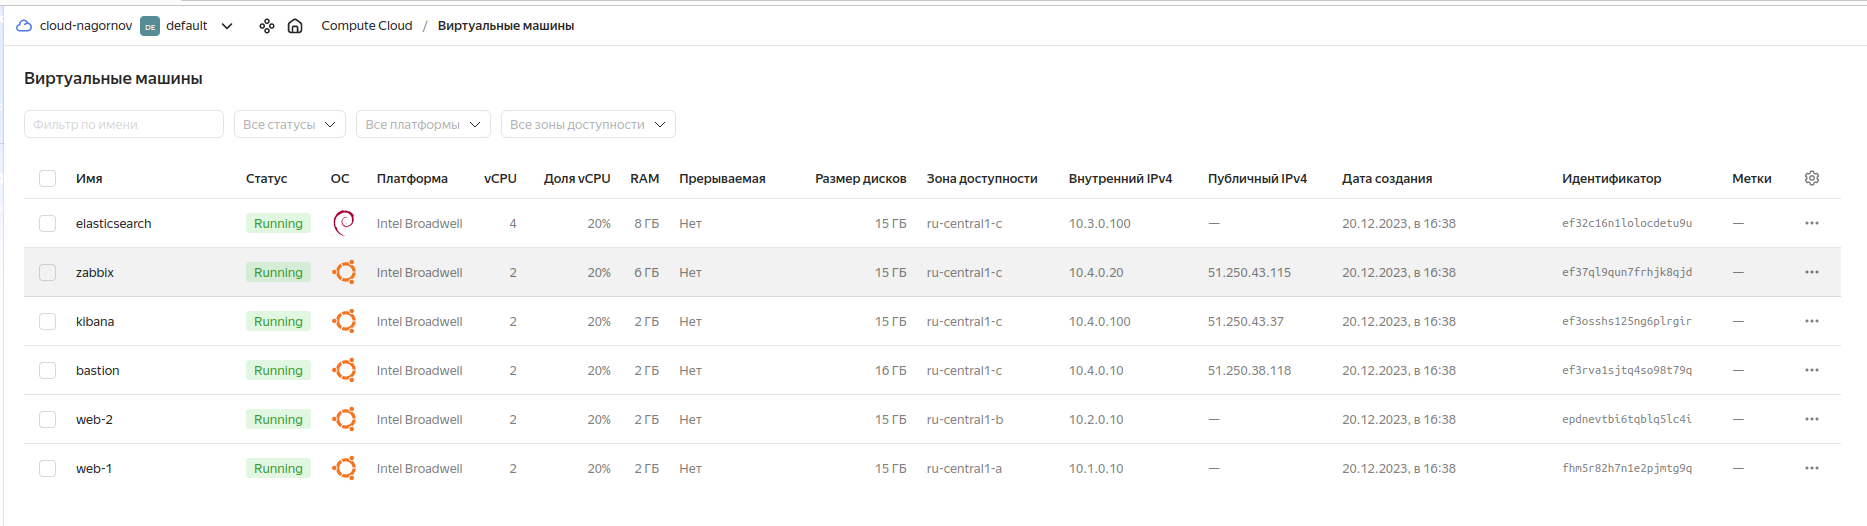 cloud-nagornov DE default Compute Cloud / Виртуальные машины
Виртуальные машины
Фильтр по имени Все статусы Все платформы Все зоны доступности
Имя Статус ОС Платформа vCPU Доля vCPU RAM Прерываемая Размер дисков Зона доступности Внутренний IPv4 Публичный IPv4 Дата создания Идентификатор Метки
elasticsearch Running Intel Broadwell 4 20% 8 ГБ Нет 15 ГБ ru-central1-c 10.3.0.100 — 20.12.2023, в 16:38 ef32c16n1lolocdetu9u —
zabbix Running Intel Broadwell 2 20% 6 ГБ Нет 15 ГБ ru-central1-c 10.4.0.20 51.250.43.115 20.12.2023, в 16:38 ef37ql9qun7frhjk8qjd —
kibana Running Intel Broadwell 2 20% 2 ГБ Нет 15 ГБ ru-central1-c 10.4.0.100 51.250.43.37 20.12.2023, в 16:38 ef3osshs125ng6plrgir —
bastion Running Intel Broadwell 2 20% 2 ГБ Нет 16 ГБ ru-central1-c 10.4.0.10 51.250.38.118 20.12.2023, в 16:38 ef3rva1sjtq4so98t79q —
web-2 Running Intel Broadwell 2 20% 2 ГБ Нет 15 ГБ ru-central1-b 10.2.0.10 — 20.12.2023, в 16:38 epdnevtbi6tqblq5lc4i —
web-1 Running Intel Broadwell 2 20% 2 ГБ Нет 15 ГБ ru-central1-a 10.1.0.10 — 20.12.2023, в 16:38 fhm5r82h7n1e2pjmtg9q —